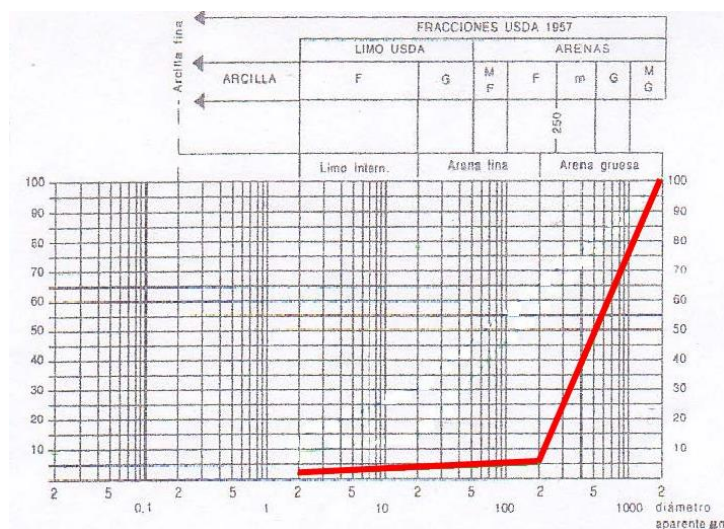 FRACCIONES USDA 1957
LIMO USDA ARENAS
Arcilla fina
ARCILLA F G M F F m G M G
250
Limo intern. Arena fina Arena gruesa
100 100
90 90
80 80
70 70
60 60
50 50
40 40
30 30
20 20
10 10
2 5 2 5 2 5 2 5 2 5 2
0,1 1 10 100 1000
diámetro
aparente